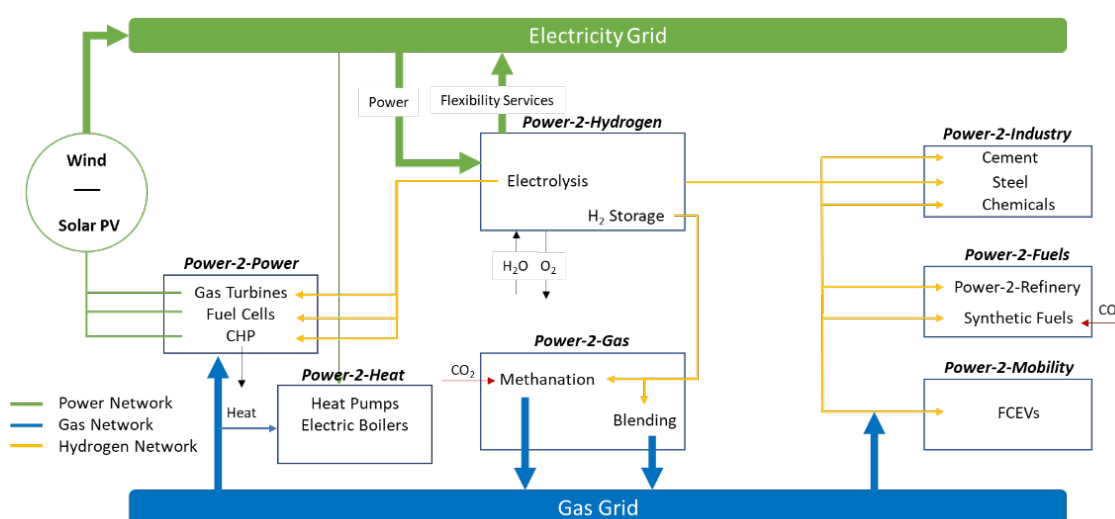 Electricity Grid
Power
Flexibility Services
Power-2-Hydrogen
Electrolysis
H₂ Storage
H₂O O₂
Wind
Solar PV
Power-2-Power
Gas Turbines
Fuel Cells
CHP
Power-2-Heat
Heat Pumps
Electric Boilers
Heat
Power Network
Gas Network
Hydrogen Network
Power-2-Gas
CO₂
Methanation
Blending
Power-2-Industry
Cement
Steel
Chemicals
Power-2-Fuels
Power-2-Refinery
Synthetic Fuels
CO
Power-2-Mobility
FCEVs
Gas Grid